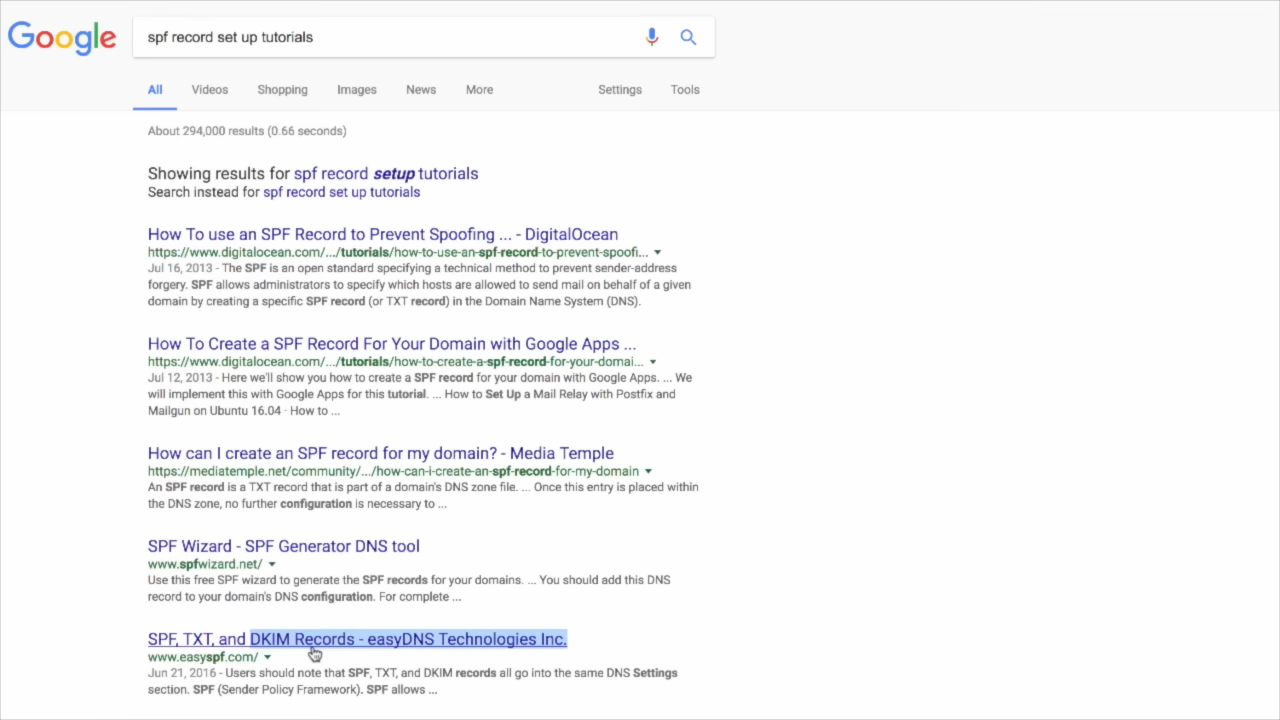 Google
spf record set up tutorials
All Videos Shopping Images News More Settings Tools
About 294,000 results (0.66 seconds)
Showing results for spf record setup tutorials
Search instead for spf record set up tutorials
How To use an SPF Record to Prevent Spoofing ... - DigitalOcean
https://www.digitalocean.com/.../tutorials/how-to-use-an-spf-record-to-prevent-spoofi...
Jul 16, 2013 - The SPF is an open standard specifying a technical method to prevent sender-address
forgery. SPF allows administrators to specify which hosts are allowed to send mail on behalf of a given
domain by creating a specific SPF record (or TXT record) in the Domain Name System (DNS).
How To Create a SPF Record For Your Domain with Google Apps ...
https://www.digitalocean.com/.../tutorials/how-to-create-a-spf-record-for-your-domai...
Jul 12, 2013 - Here we'll show you how to create a SPF record for your domain with Google Apps. ... We
will implement this with Google Apps for this tutorial. ... How to Set Up a Mail Relay with Postfix and
Mailgun on Ubuntu 16.04 · How to ...
How can I create an SPF record for my domain? - Media Temple
https://mediatemple.net/community/.../how-can-i-create-an-spf-record-for-my-domain
An SPF record is a TXT record that is part of a domain's DNS zone file. ... Once this entry is placed within
the DNS zone, no further configuration is necessary to ...
SPF Wizard - SPF Generator DNS tool
www.spfwizard.net/
Use this free SPF wizard to generate the SPF records for your domains. ... You should add this DNS
record to your domain's DNS configuration. For complete ...
SPF, TXT, and DKIM Records - easyDNS Technologies Inc.
www.easyspf.com/
Jun 21, 2016 - Users should note that SPF, TXT, and DKIM records all go into the same DNS Settings
section. SPF (Sender Policy Framework). SPF allows ...